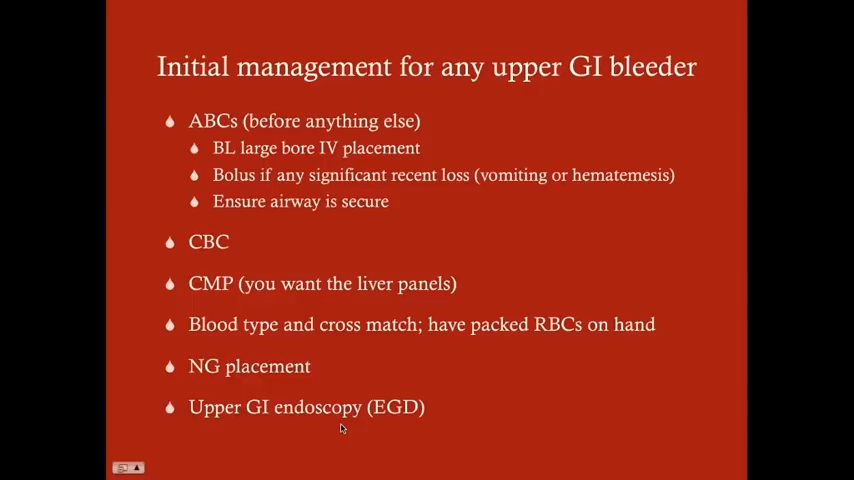 Initial management for any upper GI bleeder
ABCs (before anything else)
BL large bore IV placement
Bolus if any significant recent loss (vomiting or hematemesis)
Ensure airway is secure
CBC
CMP (you want the liver panels)
Blood type and cross match; have packed RBCs on hand
NG placement
Upper GI endoscopy (EGD)